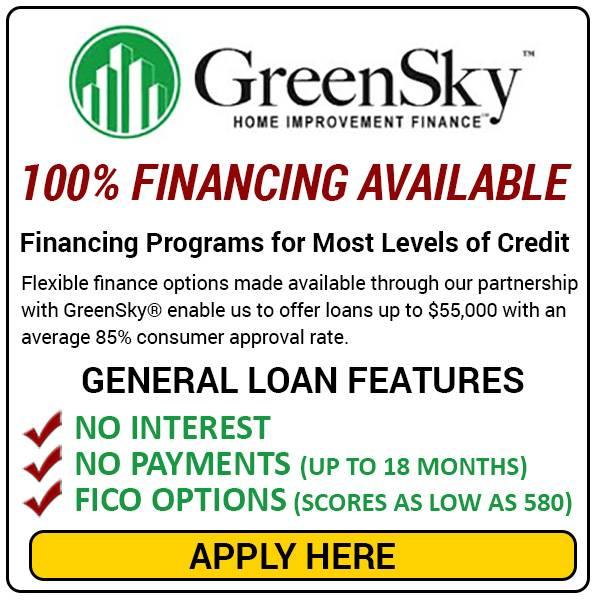 GreenSky™
HOME IMPROVEMENT FINANCE™
100% FINANCING AVAILABLE
Financing Programs for Most Levels of Credit
Flexible finance options made available through our partnership
with GreenSky® enable us to offer loans up to $55,000 with an
average 85% consumer approval rate.
GENERAL LOAN FEATURES
NO INTEREST
NO PAYMENTS (UP TO 18 MONTHS)
FICO OPTIONS (SCORES AS LOW AS 580)
APPLY HERE